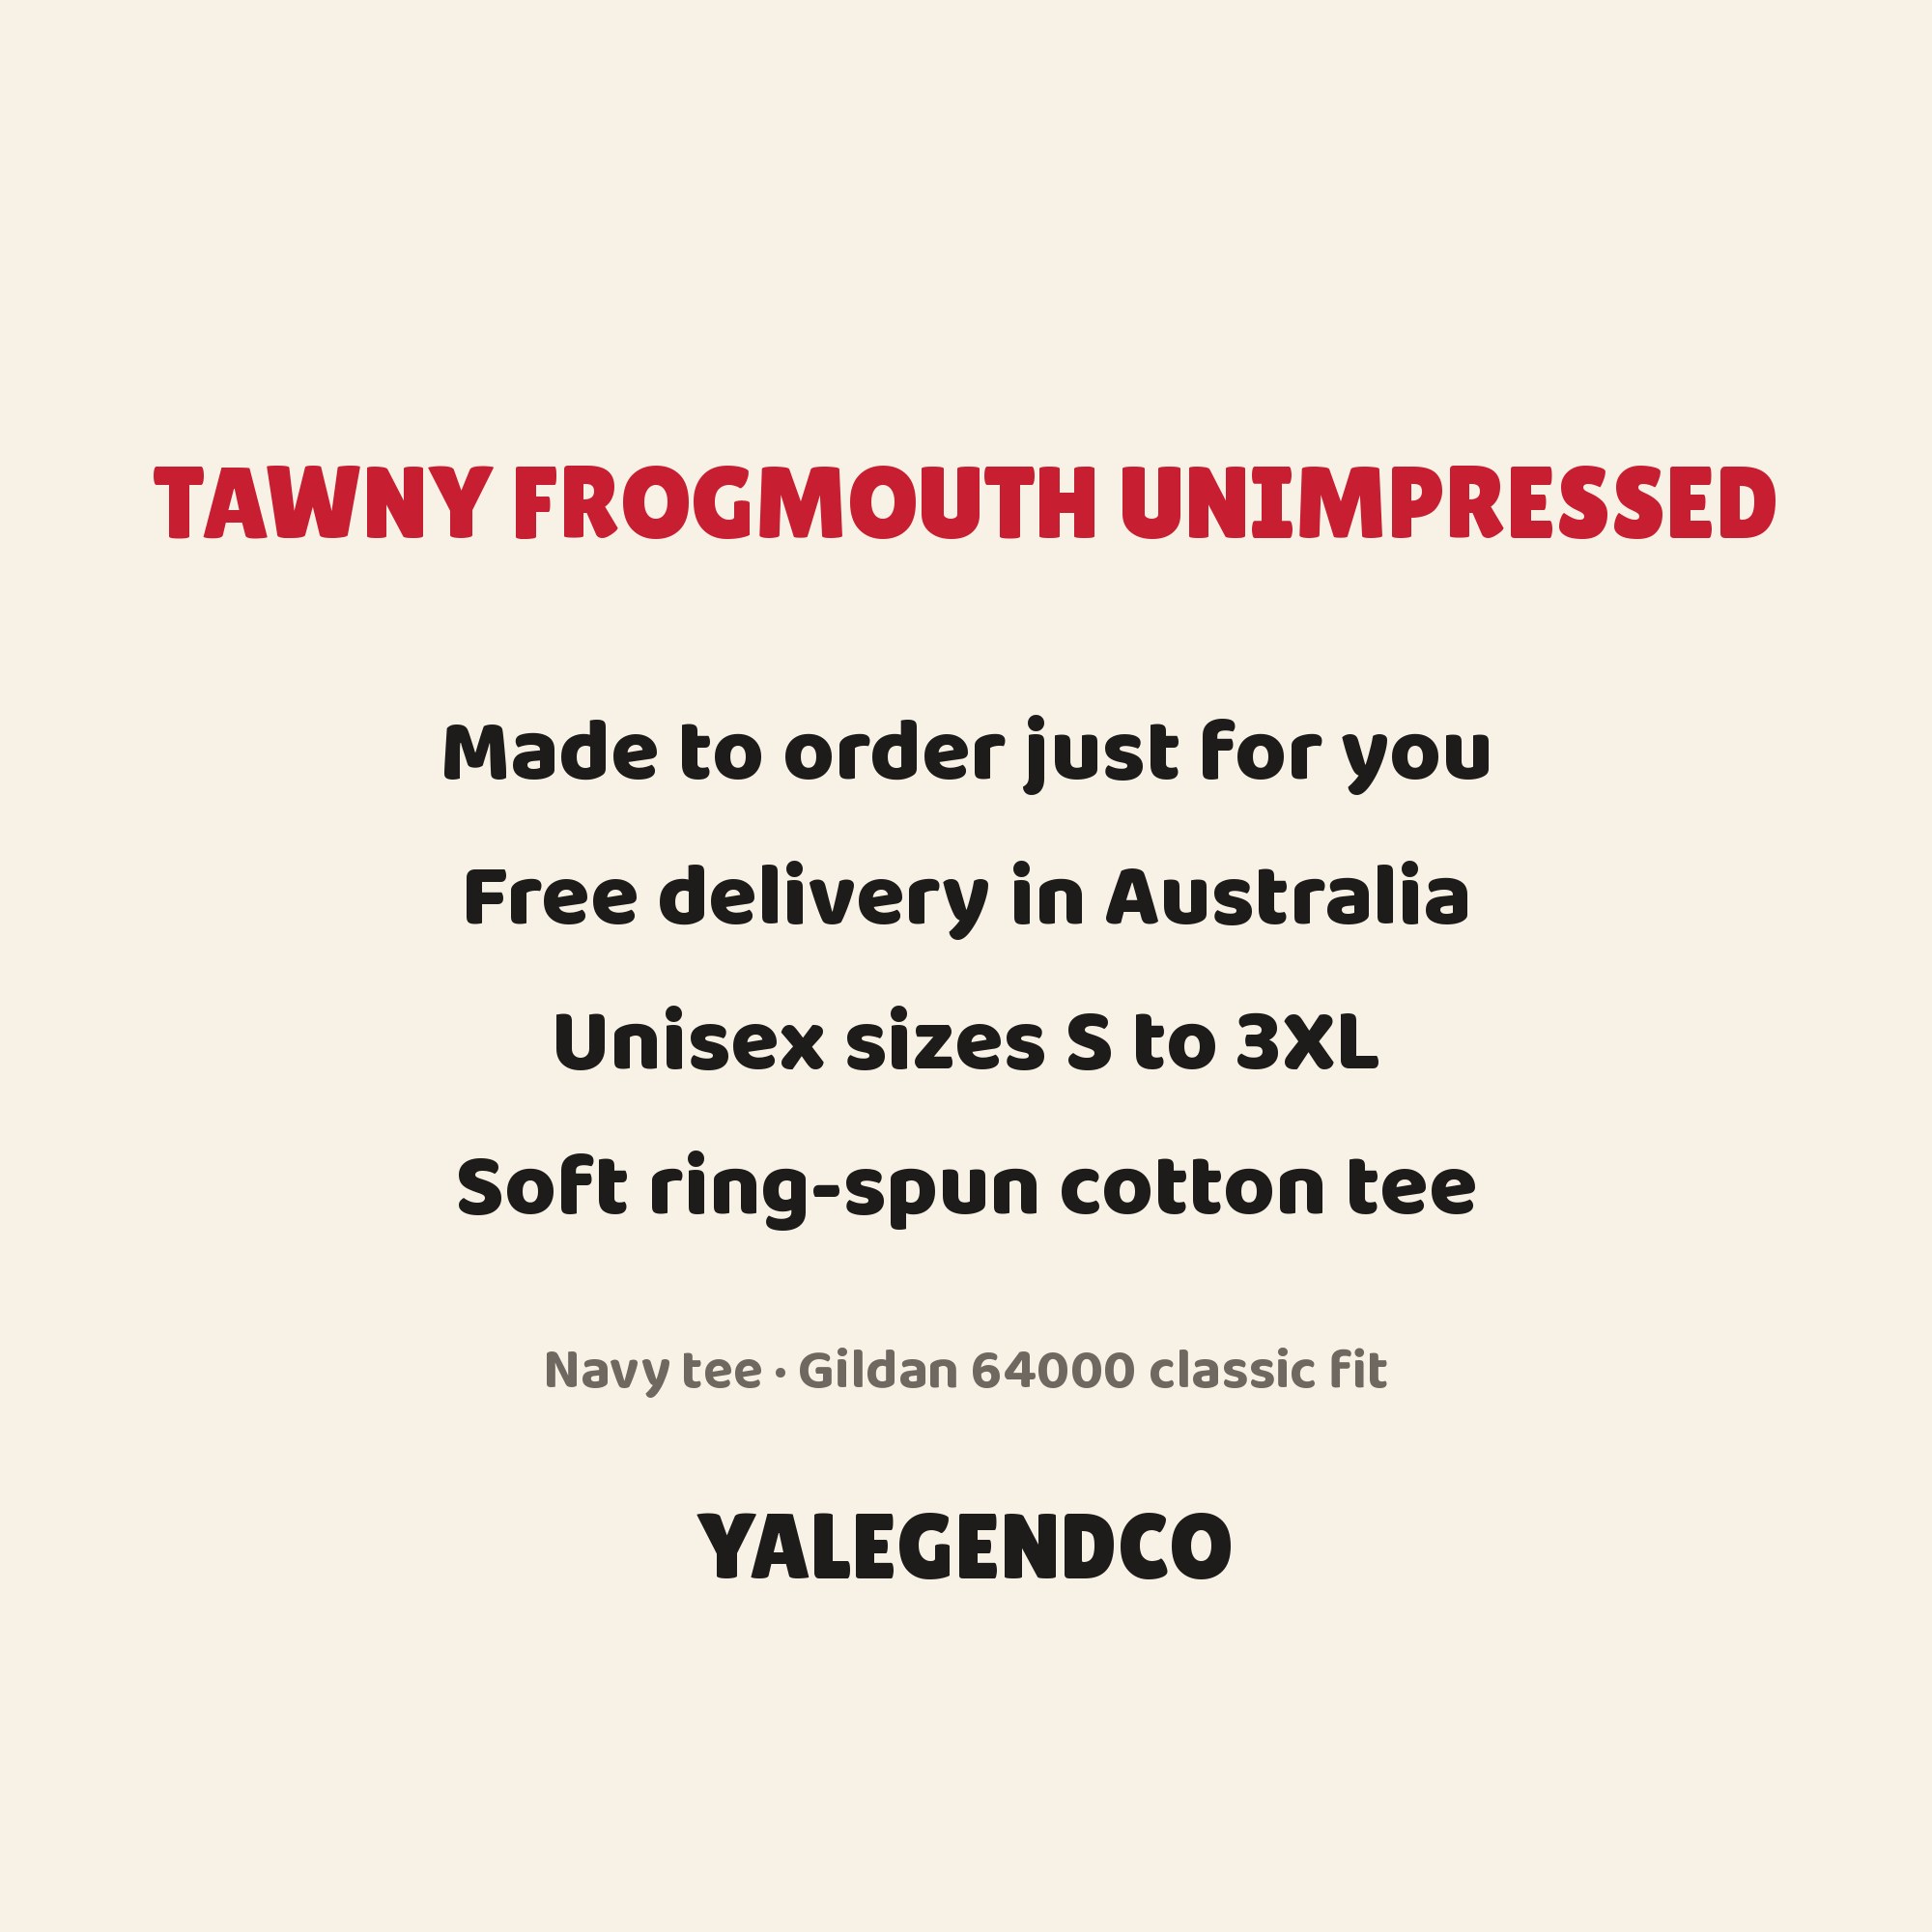 TAWNY FROGMOUTH UNIMPRESSED
Made to order just for you
Free delivery in Australia
Unisex sizes S to 3XL
Soft ring-spun cotton tee
Navy tee · Gildan 64000 classic fit
YALEGENDCO